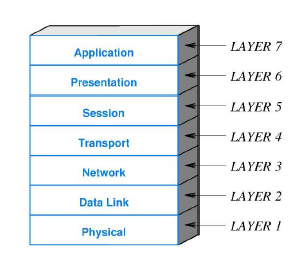 Application LAYER 7
Presentation LAYER 6
Session LAYER 5
Transport LAYER 4
Network LAYER 3
Data Link LAYER 2
Physical LAYER 1